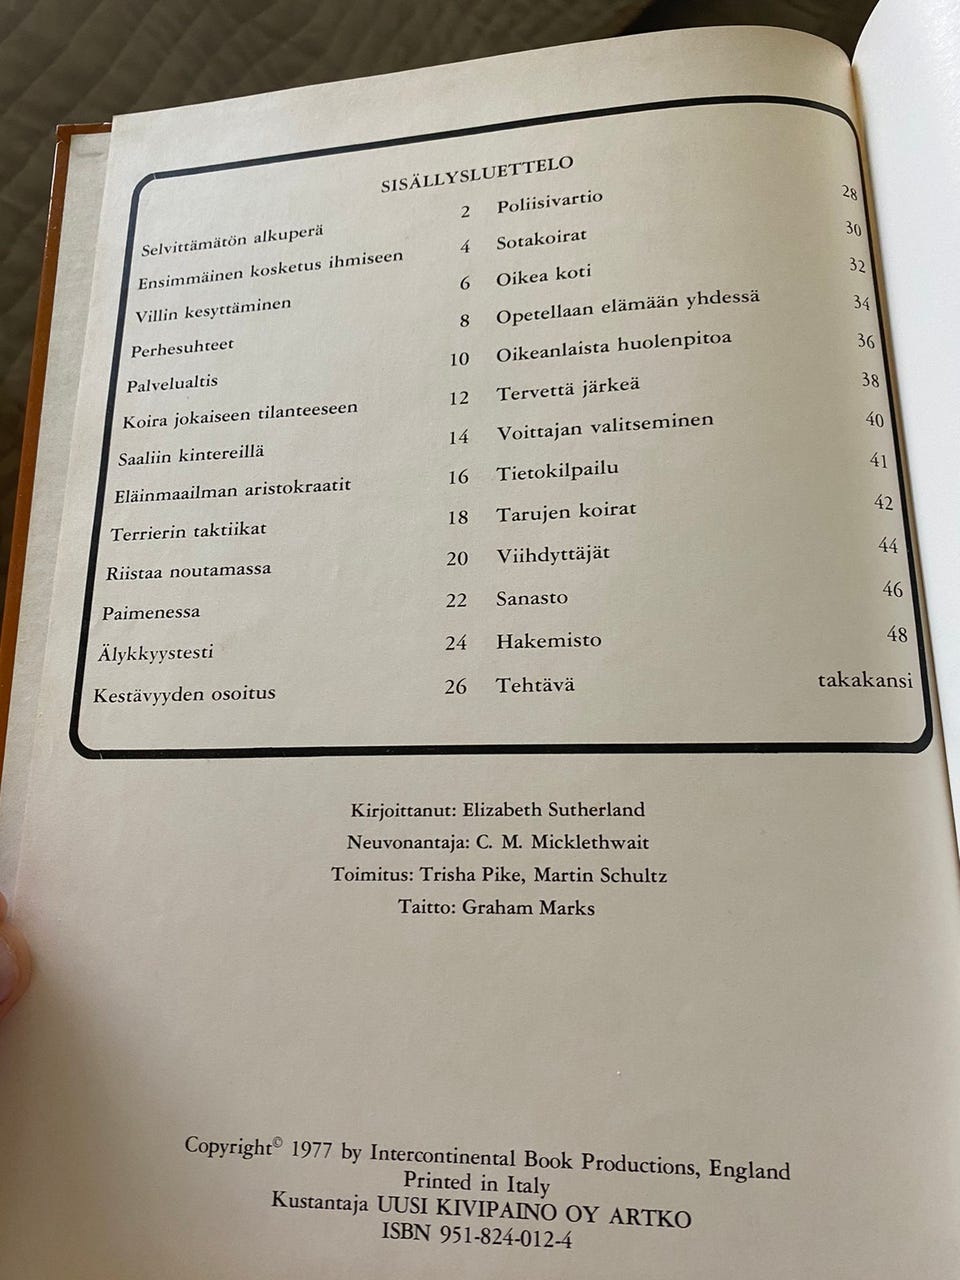 SISÄLLYSLUETTELO
Selvittämätön alkuperä 2
Ensimmäinen kosketus ihmiseen 4
Villin kesyttäminen 6
Perhesuhteet 8
Palvelualtis 10
Koira jokaiseen tilanteeseen 12
Saaliin kintereillä 14
Eläinmaailman aristokraatit 16
Terrierin taktiikat 18
Riistaa noutamassa 20
Paimenessa 22
Älykkyystesti 24
Kestävyyden osoitus 26
Poliisivartio 28
Sotakoirat 30
Oikea koti 32
Opetellaan elämään yhdessä 34
Oikeanlaista huolenpitoa 36
Tervettä järkeä 38
Voittajan valitseminen 40
Tietokilpailu 41
Tarujen koirat 42
Viihdyttäjät 44
Sanasto 46
Hakemisto 48
Tehtävä takakansi
Kirjoittanut: Elizabeth Sutherland
Neuvonantaja: C. M. Micklethwait
Toimitus: Trisha Pike, Martin Schultz
Taitto: Graham Marks
Copyright© 1977 by Intercontinental Book Productions, England
Printed in Italy
Kustantaja UUSI KIVIPAINO OY ARTKO
ISBN 951-824-012-4